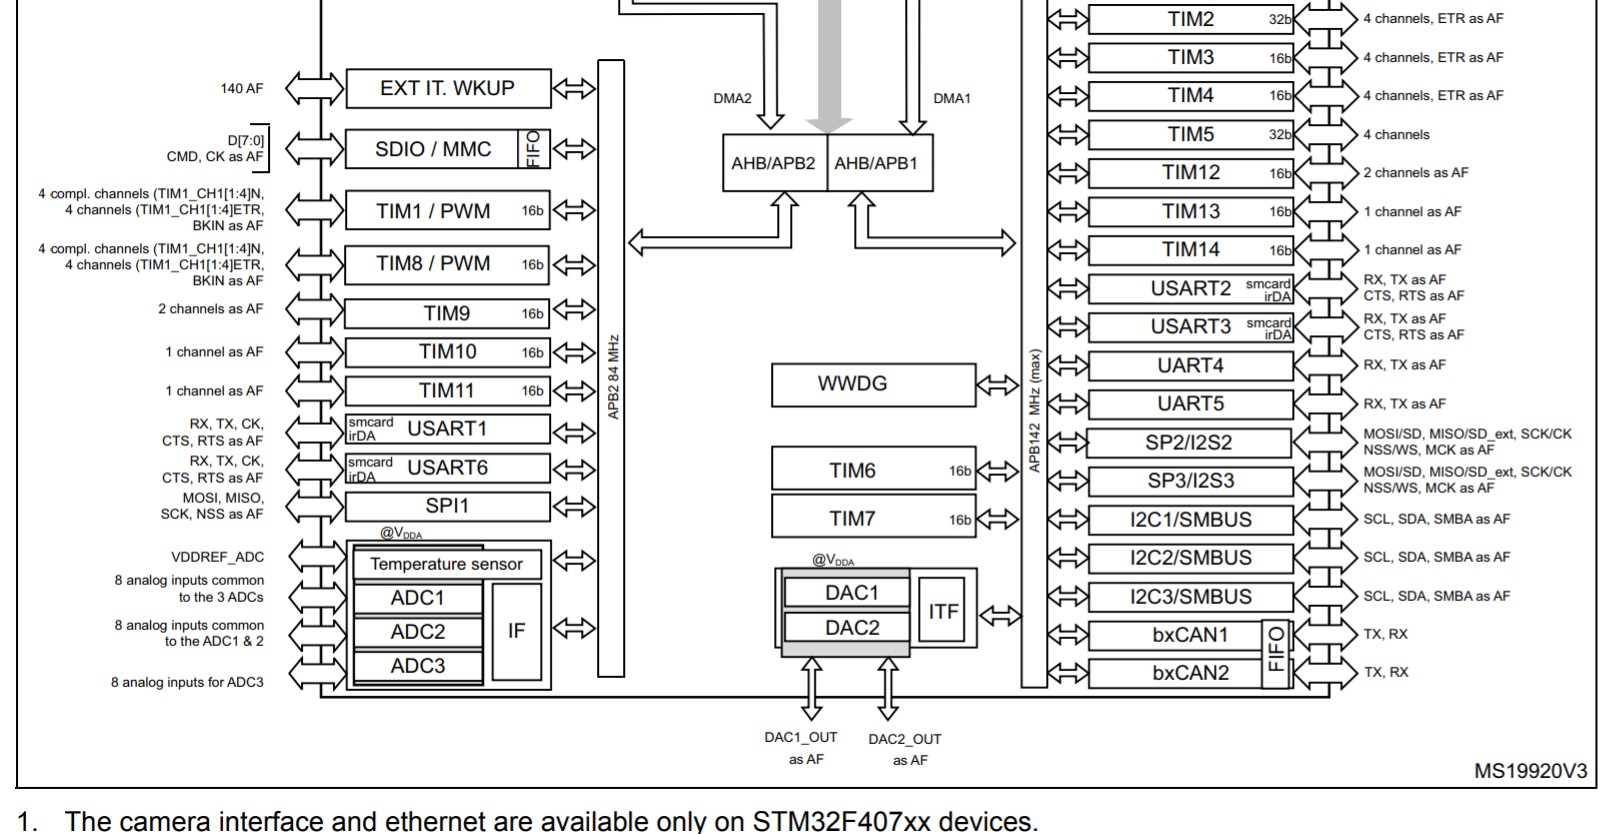 TIM2 32b 4 channels, ETR as AF
TIM3 16b 4 channels, ETR as AF
TIM4 16b 4 channels, ETR as AF
TIM5 32b 4 channels
TIM12 16b 2 channels as AF
TIM13 16b 1 channel as AF
TIM14 16b 1 channel as AF
USART2 smcard
irDA
RX, TX as AF
CTS, RTS as AF
USART3 smcard
irDA
RX, TX as AF
CTS, RTS as AF
UART4 RX, TX as AF
UART5 RX, TX as AF
SP2/I2S2
MOSI/SD, MISO/SD_ext, SCK/CK
NSS/WS, MCK as AF
SP3/I2S3
MOSI/SD, MISO/SD_ext, SCK/CK
NSS/WS, MCK as AF
I2C1/SMBUS SCL, SDA, SMBA as AF
I2C2/SMBUS SCL, SDA, SMBA as AF
I2C3/SMBUS SCL, SDA, SMBA as AF
bxCAN1 TX, RX
bxCAN2 TX, RX
FIFO
DMA2
DMA1
AHB/APB2
AHB/APB1
APB2 84 MHz
APB142 MHz (max)
WWDG
TIM6 16b
TIM7 16b
@VDDA
DAC1
DAC2
ITF
DAC1_OUT
as AF
DAC2_OUT
as AF
140 AF EXT IT. WKUP
D[7:0]
CMD, CK as AF
SDIO / MMC FIFO
4 compl. channels (TIM1_CH1[1:4]N,
4 channels (TIM1_CH1[1:4]ETR,
BKIN as AF
TIM1 / PWM 16b
4 compl. channels (TIM1_CH1[1:4]N,
4 channels (TIM1_CH1[1:4]ETR,
BKIN as AF
TIM8 / PWM 16b
2 channels as AF TIM9 16b
1 channel as AF TIM10 16b
1 channel as AF TIM11 16b
RX, TX, CK,
CTS, RTS as AF
smcard
irDA
USART1
RX, TX, CK,
CTS, RTS as AF
smcard
irDA
USART6
MOSI, MISO,
SCK, NSS as AF
SPI1
@VDDA
VDDREF_ADC
Temperature sensor
8 analog inputs common
to the 3 ADCs
ADC1
8 analog inputs common
to the ADC1 & 2
ADC2
IF
8 analog inputs for ADC3
ADC3
MS19920V3
1. The camera interface and ethernet are available only on STM32F407xx devices.